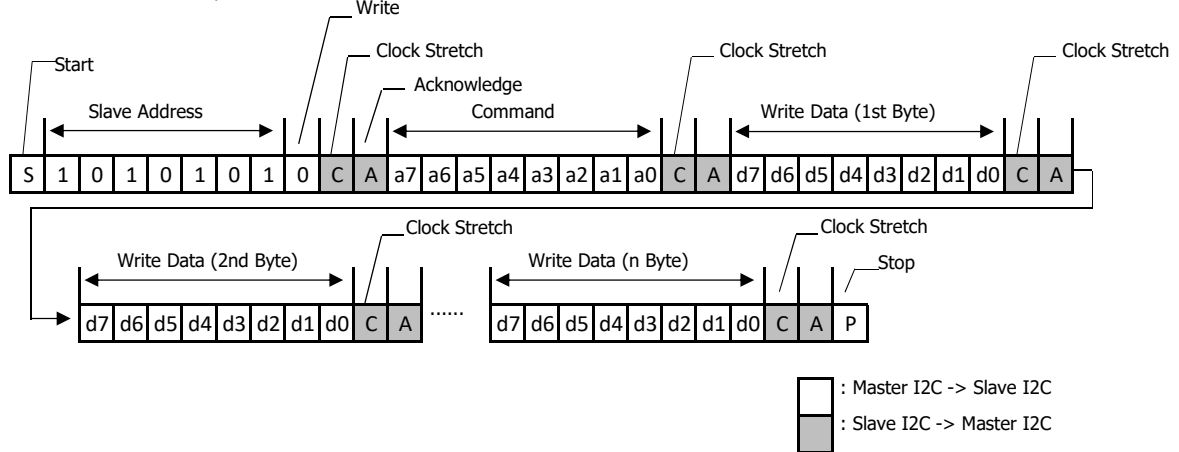 Write
Start
Clock Stretch
Clock Stretch
Clock Stretch
Acknowledge
Slave Address
Command
Write Data (1st Byte)
S 1 0 1 0 1 0 1 0 C A a7 a6 a5 a4 a3 a2 a1 a0 C A d7 d6 d5 d4 d3 d2 d1 d0 C A
Clock Stretch
Clock Stretch
Write Data (2nd Byte)
Write Data (n Byte)
Stop
d7 d6 d5 d4 d3 d2 d1 d0 C A ...... d7 d6 d5 d4 d3 d2 d1 d0 C A P
: Master I2C -> Slave I2C
: Slave I2C -> Master I2C